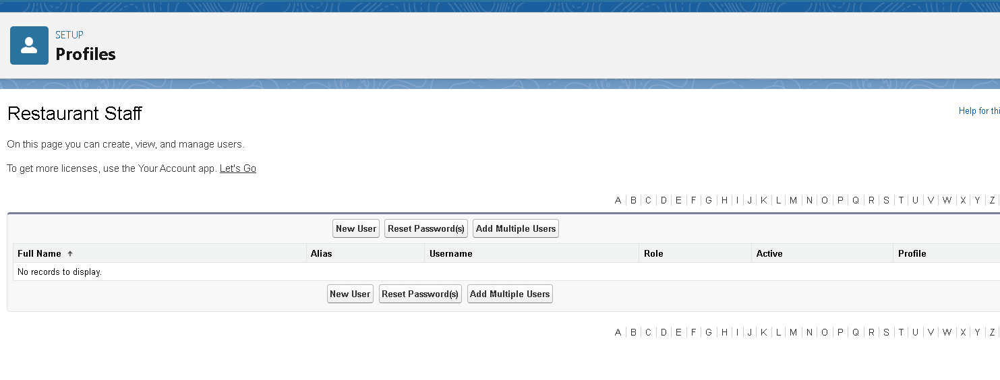 SETUP
Profiles
Restaurant Staff
Help for thi
On this page you can create, view, and manage users.
To get more licenses, use the Your Account app. Let's Go
A | B | C | D | E | F | G | H | I | J | K | L | M | N | O | P | Q | R | S | T | U | V | W | X | Y | Z |
New User Reset Password(s) Add Multiple Users
Full Name ↑ Alias Username Role Active Profile
No records to display.
New User Reset Password(s) Add Multiple Users
A | B | C | D | E | F | G | H | I | J | K | L | M | N | O | P | Q | R | S | T | U | V | W | X | Y | Z |